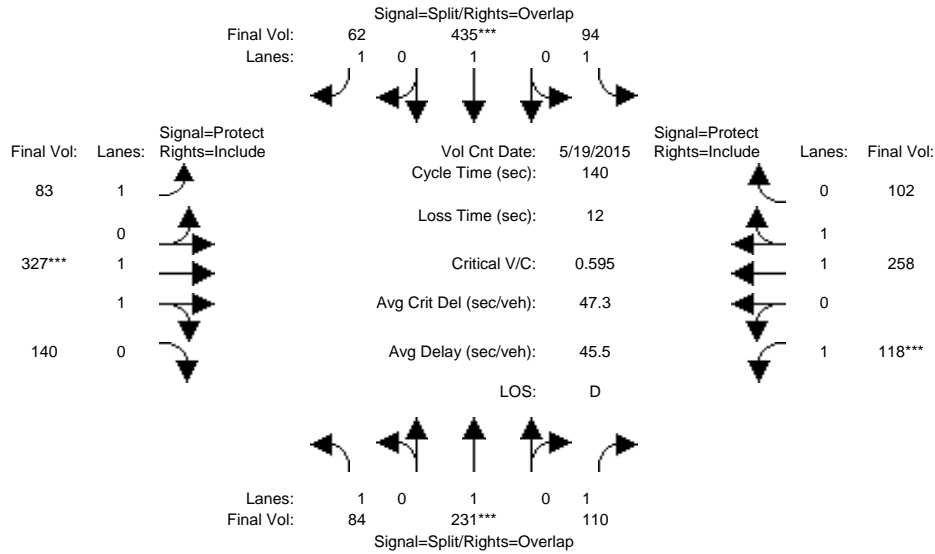 Signal=Split/Rights=Overlap
Final Vol: 62 435*** 94
Lanes: 1 0 1 0 1
Signal=Protect Signal=Protect
Final Vol: Lanes: Rights=Include Vol Cnt Date: 5/19/2015 Rights=Include Lanes: Final Vol:
Cycle Time (sec): 140
83 1 0 102
Loss Time (sec): 12
0 1
327*** 1 Critical V/C: 0.595 1 258
1 Avg Crit Del (sec/veh): 47.3 0
140 0 Avg Delay (sec/veh): 45.5 1 118***
LOS: D
Lanes: 1 0 1 0 1
Final Vol: 84 231*** 110
Signal=Split/Rights=Overlap